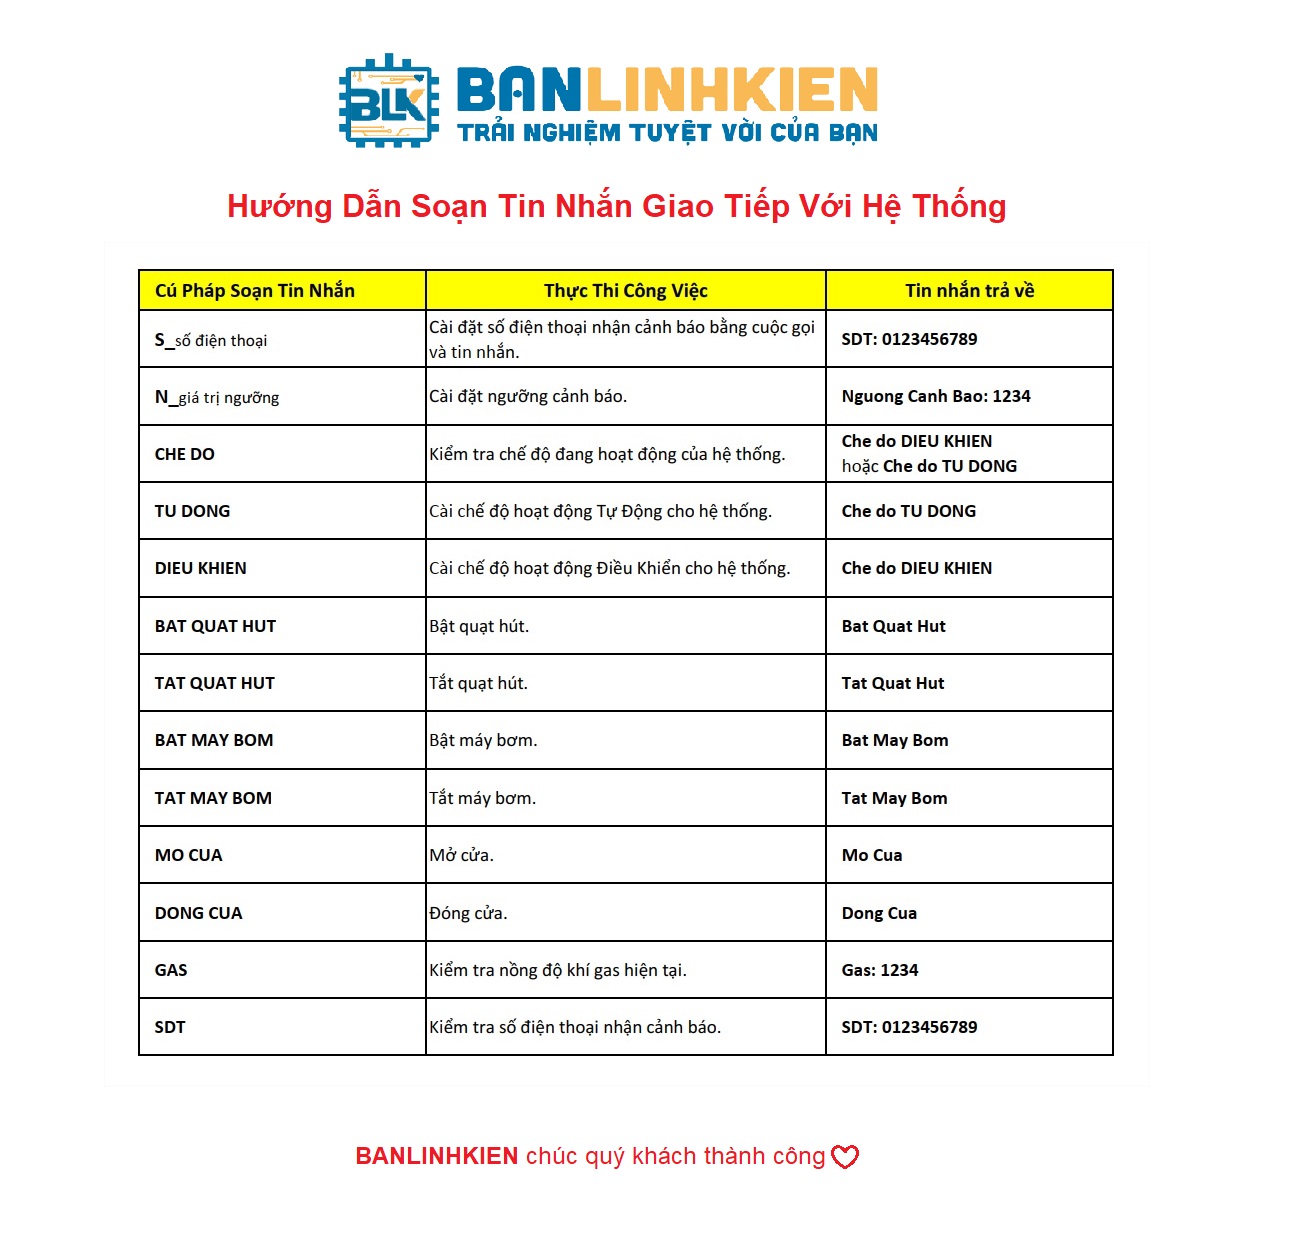 BLK
BANLINHKIEN
TRẢI NGHIỆM TUYỆT VỜI CỦA BẠN
Hướng Dẫn Soạn Tin Nhắn Giao Tiếp Với Hệ Thống
Cú Pháp Soạn Tin Nhắn Thực Thi Công Việc Tin nhắn trả về
S_số điện thoại Cài đặt số điện thoại nhận cảnh báo bằng cuộc gọi và tin nhắn. SDT: 0123456789
N_giá trị ngưỡng Cài đặt ngưỡng cảnh báo. Nguong Canh Bao: 1234
CHE DO Kiểm tra chế độ đang hoạt động của hệ thống. Che do DIEU KHIEN
hoặc Che do TU DONG
TU DONG Cài chế độ hoạt động Tự Động cho hệ thống. Che do TU DONG
DIEU KHIEN Cài chế độ hoạt động Điều Khiển cho hệ thống. Che do DIEU KHIEN
BAT QUAT HUT Bật quạt hút. Bat Quat Hut
TAT QUAT HUT Tắt quạt hút. Tat Quat Hut
BAT MAY BOM Bật máy bơm. Bat May Bom
TAT MAY BOM Tắt máy bơm. Tat May Bom
MO CUA Mở cửa. Mo Cua
DONG CUA Đóng cửa. Dong Cua
GAS Kiểm tra nồng độ khí gas hiện tại. Gas: 1234
SDT Kiểm tra số điện thoại nhận cảnh báo. SDT: 0123456789
BANLINHKIEN chúc quý khách thành công